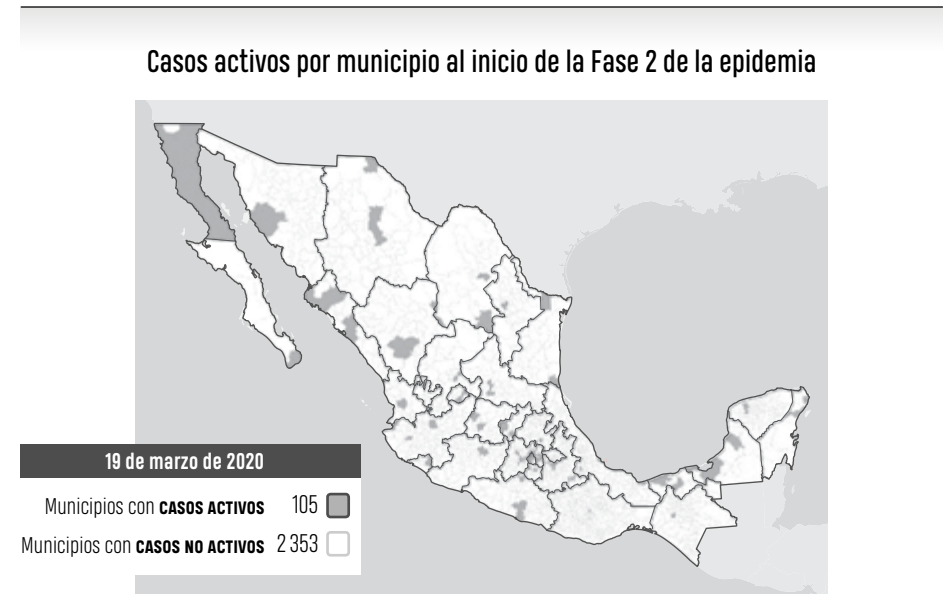 Casos activos por municipio al inicio de la Fase 2 de la epidemia
19 de marzo de 2020
Municipios con CASOS ACTIVOS 105
Municipios con CASOS NO ACTIVOS 2 353